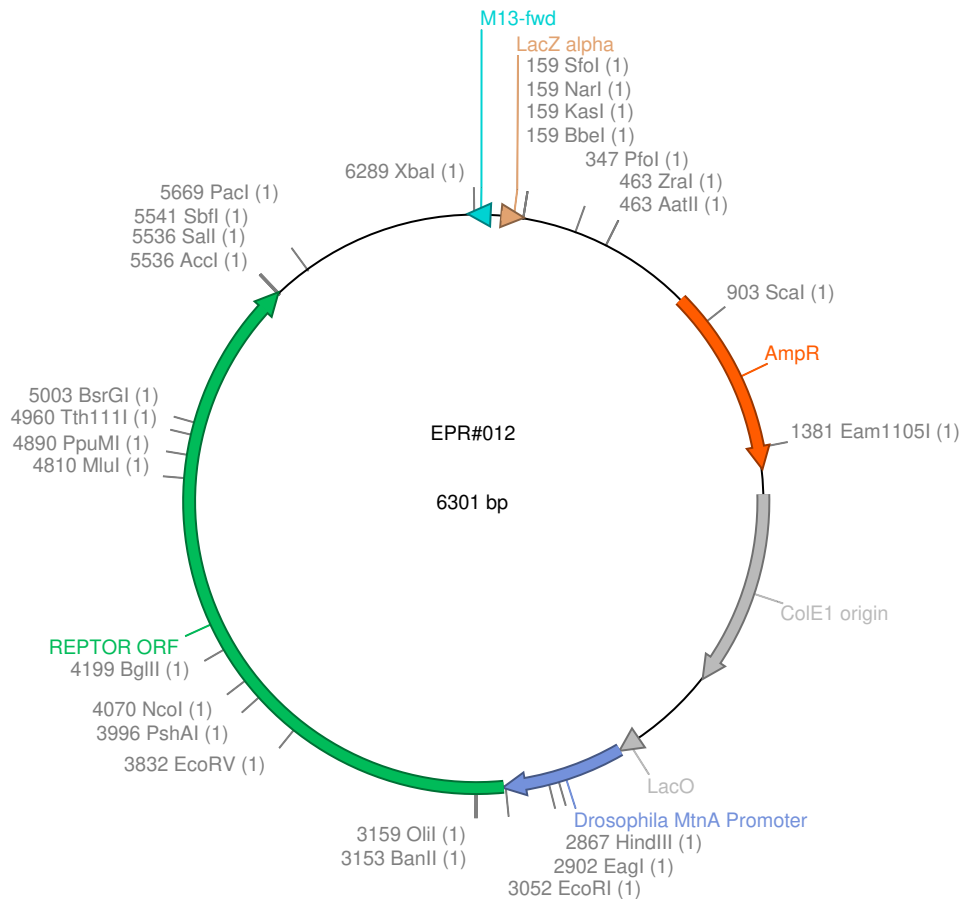 M13-fwd
LacZ alpha
159 SfoI (1)
159 NarI (1)
159 KasI (1)
159 BbeI (1)
347 PfoI (1)
463 ZraI (1)
463 AatII (1)
903 ScaI (1)
AmpR
1381 Eam1105I (1)
ColE1 origin
LacO
Drosophila MtnA Promoter
2867 HindIII (1)
2902 EagI (1)
3052 EcoRI (1)
3159 OliI (1)
3153 BanII (1)
3832 EcoRV (1)
3996 PshAI (1)
4070 NcoI (1)
4199 BglII (1)
REPTOR ORF
4810 MluI (1)
4890 PpuMI (1)
4960 Tth111I (1)
5003 BsrGI (1)
5536 AccI (1)
5536 SalI (1)
5541 SbfI (1)
5669 PacI (1)
6289 XbaI (1)
EPR#012
6301 bp